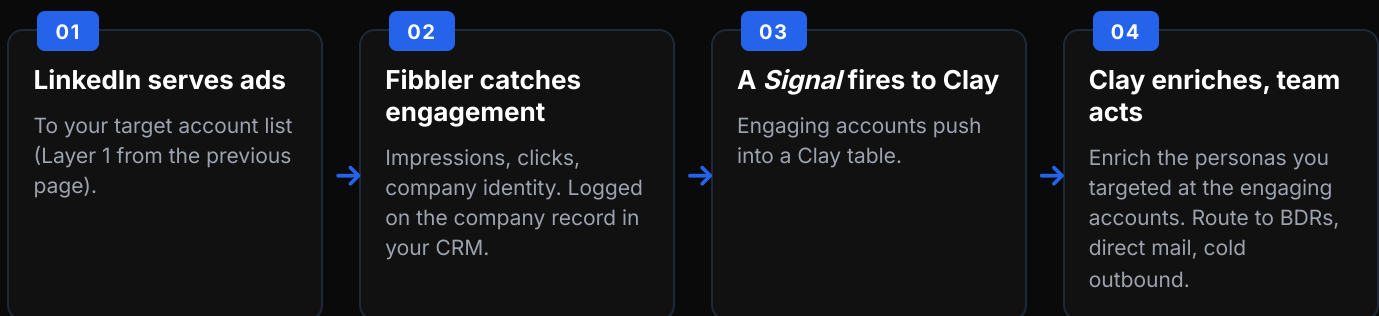 01
LinkedIn serves ads
To your target account list
(Layer 1 from the previous
page).
02
Fibbler catches
engagement
Impressions, clicks,
company identity. Logged
on the company record in
your CRM.
03
A Signal fires to Clay
Engaging accounts push
into a Clay table.
04
Clay enriches, team
acts
Enrich the personas you
targeted at the engaging
accounts. Route to BDRs,
direct mail, cold
outbound.